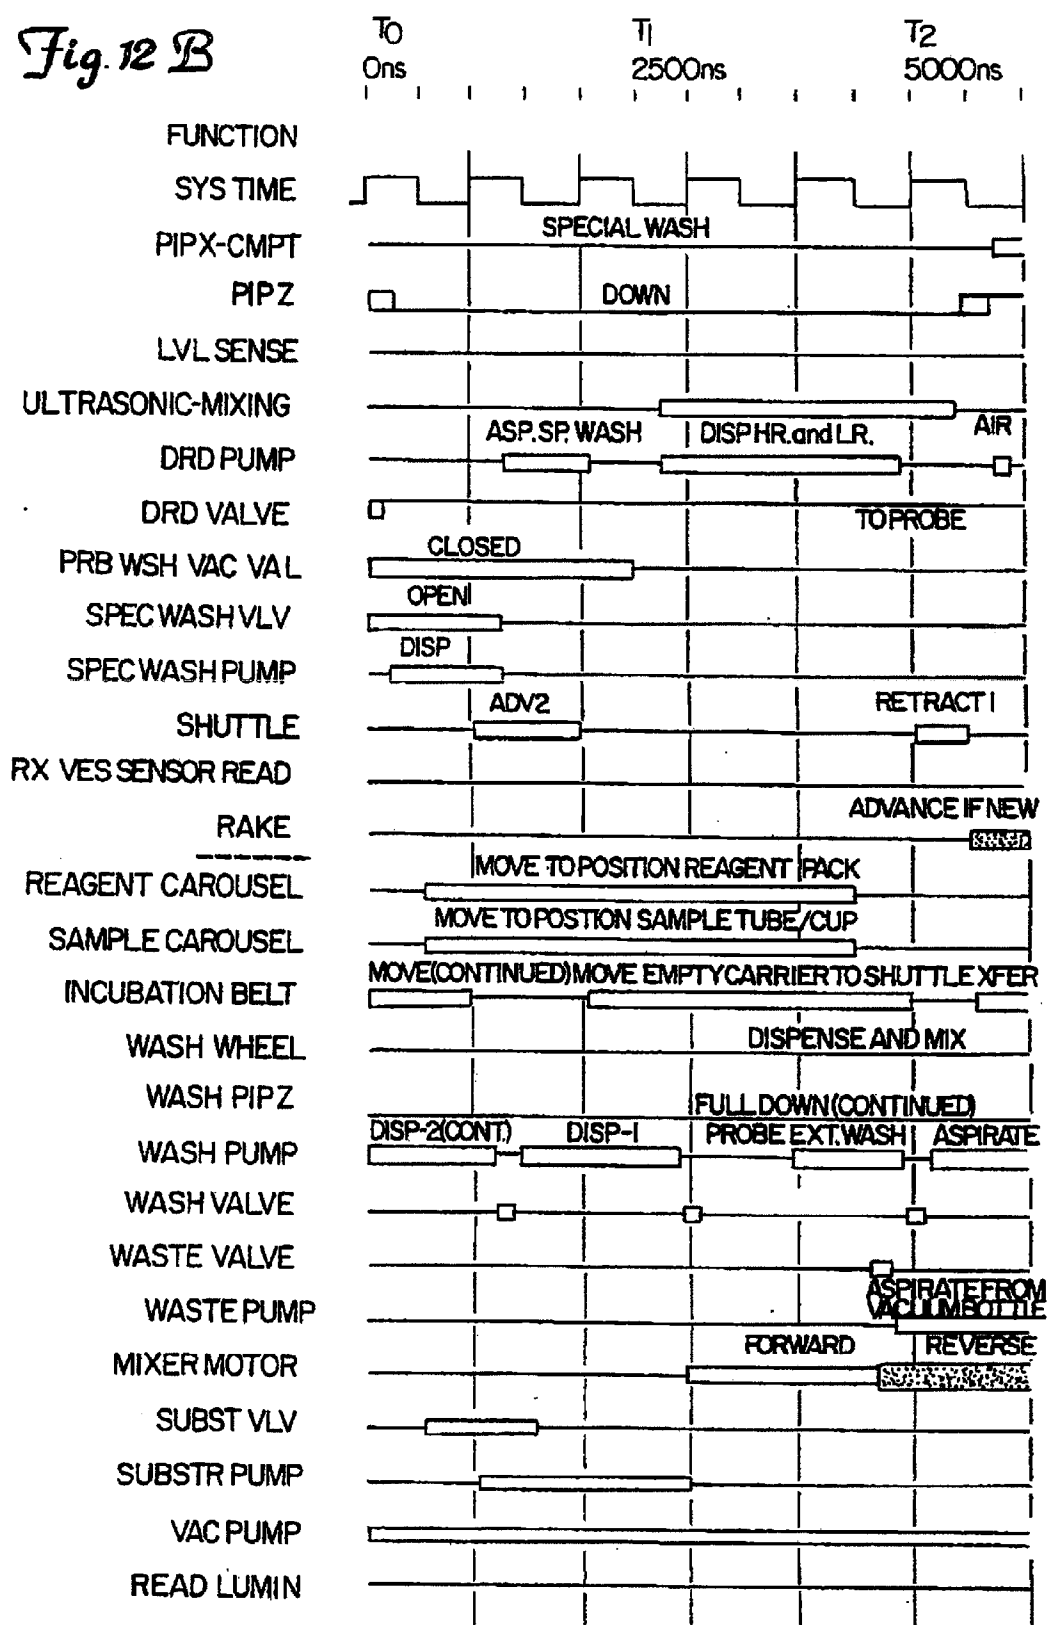 Fig. 12 B
T0 T1 T2
0ns 2500ns 5000ns
FUNCTION
SYS TIME
SPECIAL WASH
PIPX-CMPT
PIPZ DOWN
LVL SENSE
ULTRASONIC-MIXING
ASP. SP. WASH DISP HR. and LR. AIR
DRD PUMP
DRD VALVE TO PROBE
CLOSED
PRB WSH VAC VAL
OPEN
SPEC WASH VLV
DISP
SPEC WASH PUMP
ADV2 RETRACT 1
SHUTTLE
RX VES SENSOR READ
ADVANCE IF NEW
RAKE
MOVE TO POSITION REAGENT PACK
REAGENT CAROUSEL
MOVE TO POSTION SAMPLE TUBE/CUP
SAMPLE CAROUSEL
MOVE (CONTINUED) MOVE EMPTY CARRIER TO SHUTTLE XFER
INCUBATION BELT
WASH WHEEL DISPENSE AND MIX
WASH PIPZ FULL DOWN (CONTINUED)
DISP-2 (CONT.) DISP-1 PROBE EXT. WASH ASPIRATE
WASH PUMP
WASH VALVE
WASTE VALVE
ASPIRATE FROM
VACUUM BOTTLE
WASTE PUMP
FORWARD REVERSE
MIXER MOTOR
SUBST VLV
SUBSTR PUMP
VAC PUMP
READ LUMIN